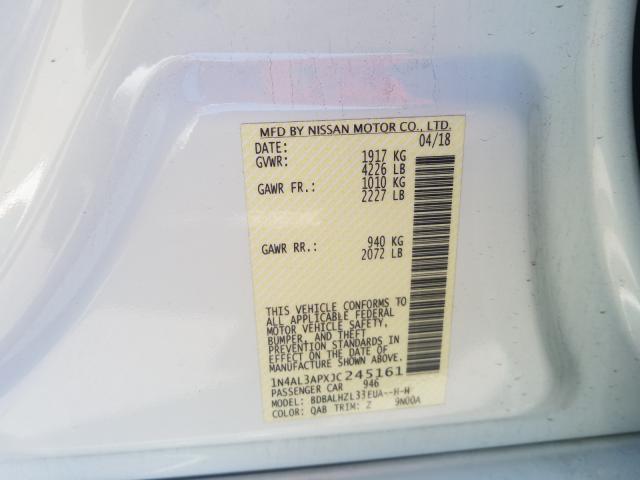 MFD BY NISSAN MOTOR CO., LTD.
DATE: 04/18
GVWR: 1917 KG
4226 LB
GAWR FR.: 1010 KG
2227 LB
GAWR RR.: 940 KG
2072 LB
THIS VEHICLE CONFORMS TO
ALL APPLICABLE FEDERAL
MOTOR VEHICLE SAFETY,
BUMPER, AND THEFT
PREVENTION STANDARDS IN
EFFECT ON THE DATE OF
MANUFACTURE SHOWN ABOVE.
1N4AL3APXJC245161
PASSENGER CAR 946
MODEL: BDBALHZL33EUA--H-H
COLOR: QAB TRIM: Z 9N00A